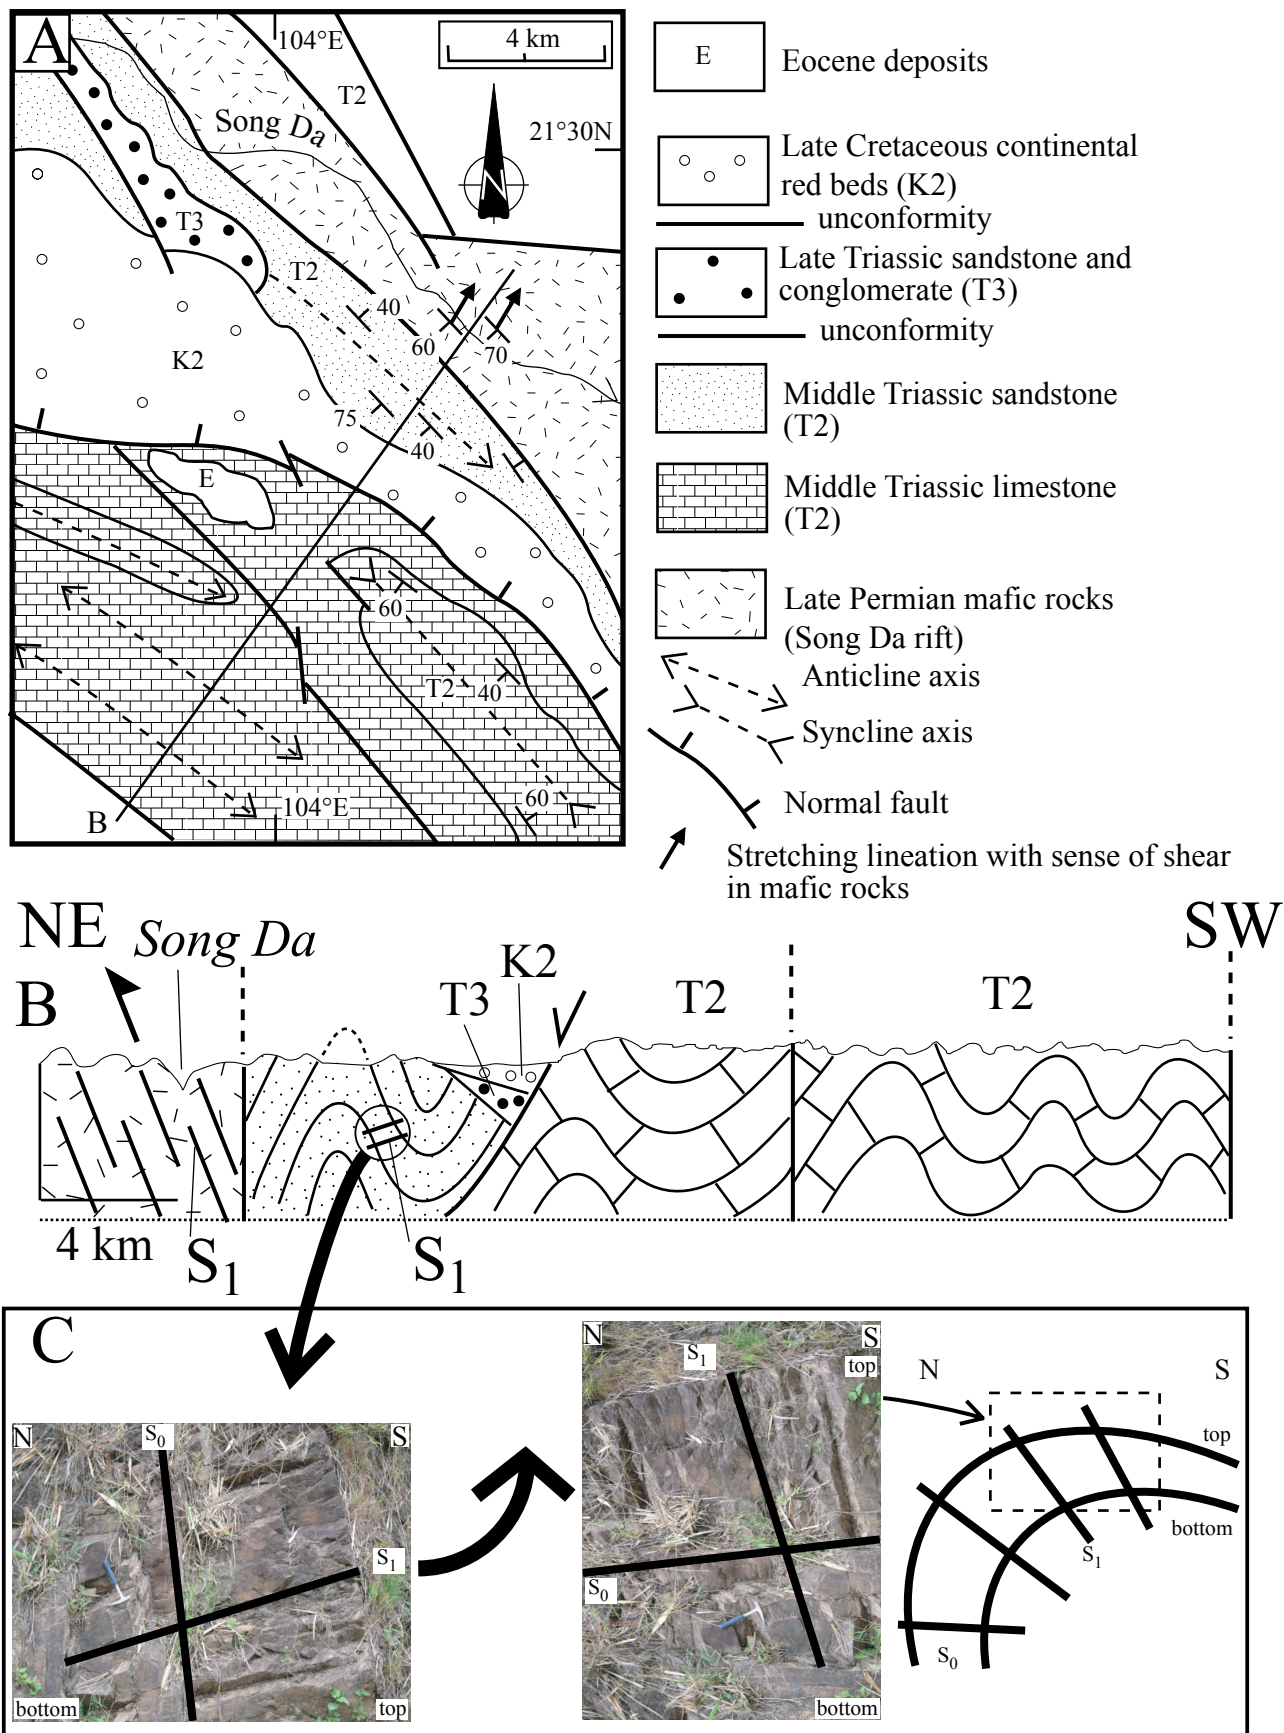 A
104°E
4 km
T2
Song Da
21°30N
N
T3
T2
40
60
70
K2
75
40
E
60
T2
40
60
B
104°E
E
Eocene deposits
Late Cretaceous continental
red beds (K2)
unconformity
Late Triassic sandstone and
conglomerate (T3)
unconformity
Middle Triassic sandstone
(T2)
Middle Triassic limestone
(T2)
Late Permian mafic rocks
(Song Da rift)
Anticline axis
Syncline axis
Normal fault
Stretching lineation with sense of shear
in mafic rocks
NE
Song Da
SW
B
K2
T3
T2
T2
4 km
S1
S1
C
N
S0
S
S1
bottom
top
N
S1
S
top
S0
bottom
N
S
top
bottom
S1
S0